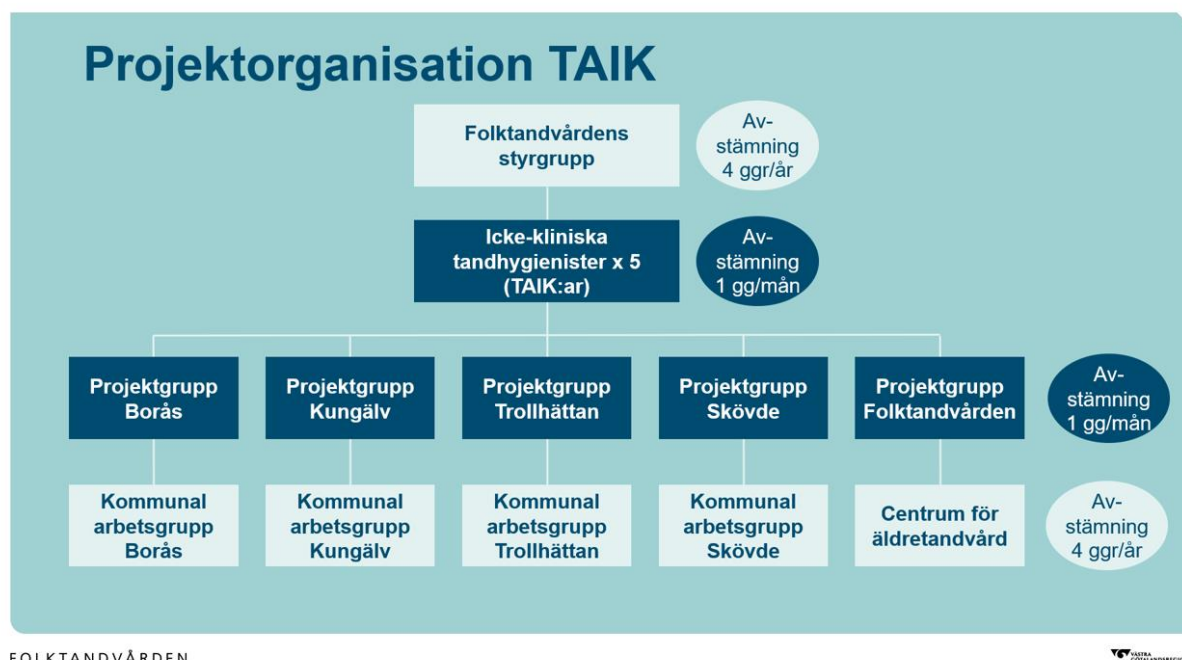 Projektorganisation TAIK
Folktandvårdens
styrgrupp
Av-
stämning
4 ggr/år
Icke-kliniska
tandhygienister x 5
(TAIK:ar)
Av-
stämning
1 gg/mån
Projektgrupp
Borås
Projektgrupp
Kungälv
Projektgrupp
Trollhättan
Projektgrupp
Skövde
Projektgrupp
Folktandvården
Av-
stämning
1 gg/mån
Kommunal
arbetsgrupp
Borås
Kommunal
arbetsgrupp
Kungälv
Kommunal
arbetsgrupp
Trollhättan
Kommunal
arbetsgrupp
Skövde
Centrum för
äldretandvård
Av-
stämning
4 ggr/år
FOLKTANDVÅRDEN
VÄSTRA